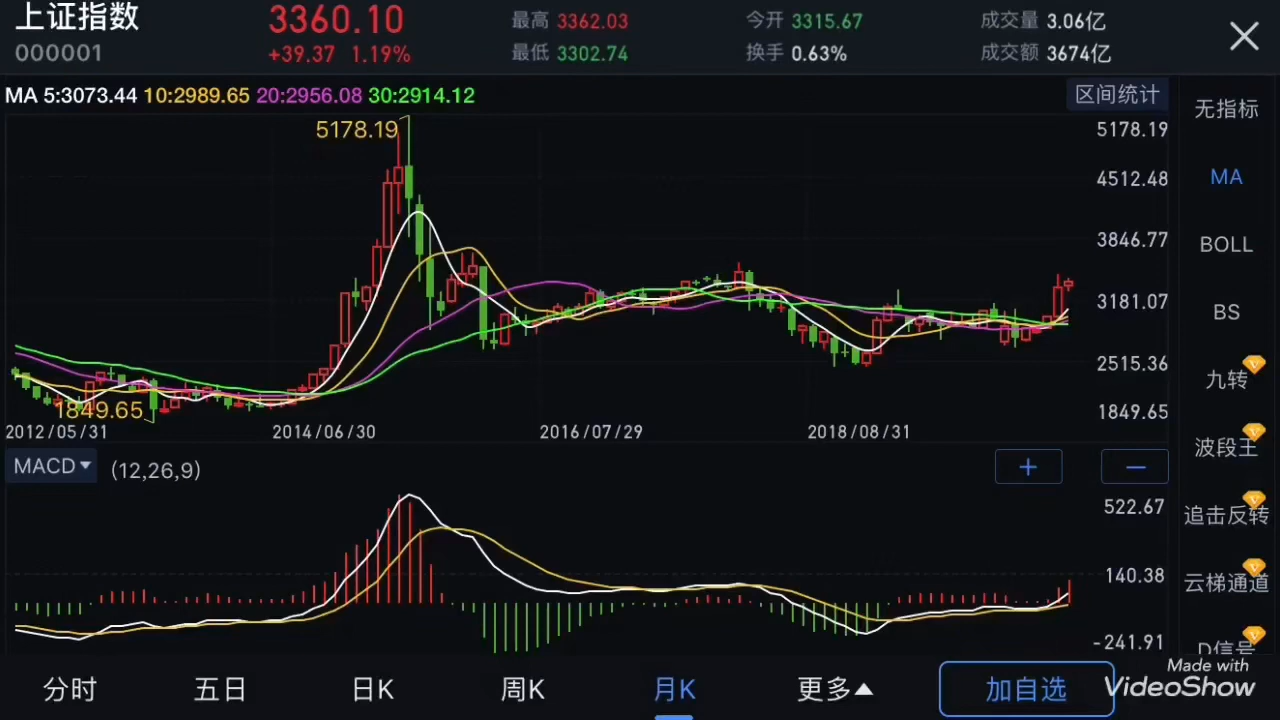 上证指数 3360.10 最高 3362.03 今开 3315.67 成交量 3.06亿
000001 +39.37 1.19% 最低 3302.74 换手 0.63% 成交额 3674亿
MA 5:3073.44 10:2989.65 20:2956.08 30:2914.12 区间统计
无指标
MA
BOLL
BS
九转
波段王
追击反转
云梯通道
D信号
5178.19
5178.19
4512.48
3846.77
3181.07
2515.36
1849.65
1849.65
2012/05/31 2014/06/30 2016/07/29 2018/08/31
MACD (12,26,9) + −
522.67
140.38
-241.91
分时 五日 日K 周K 月K 更多 加自选
Made with
VideoShow